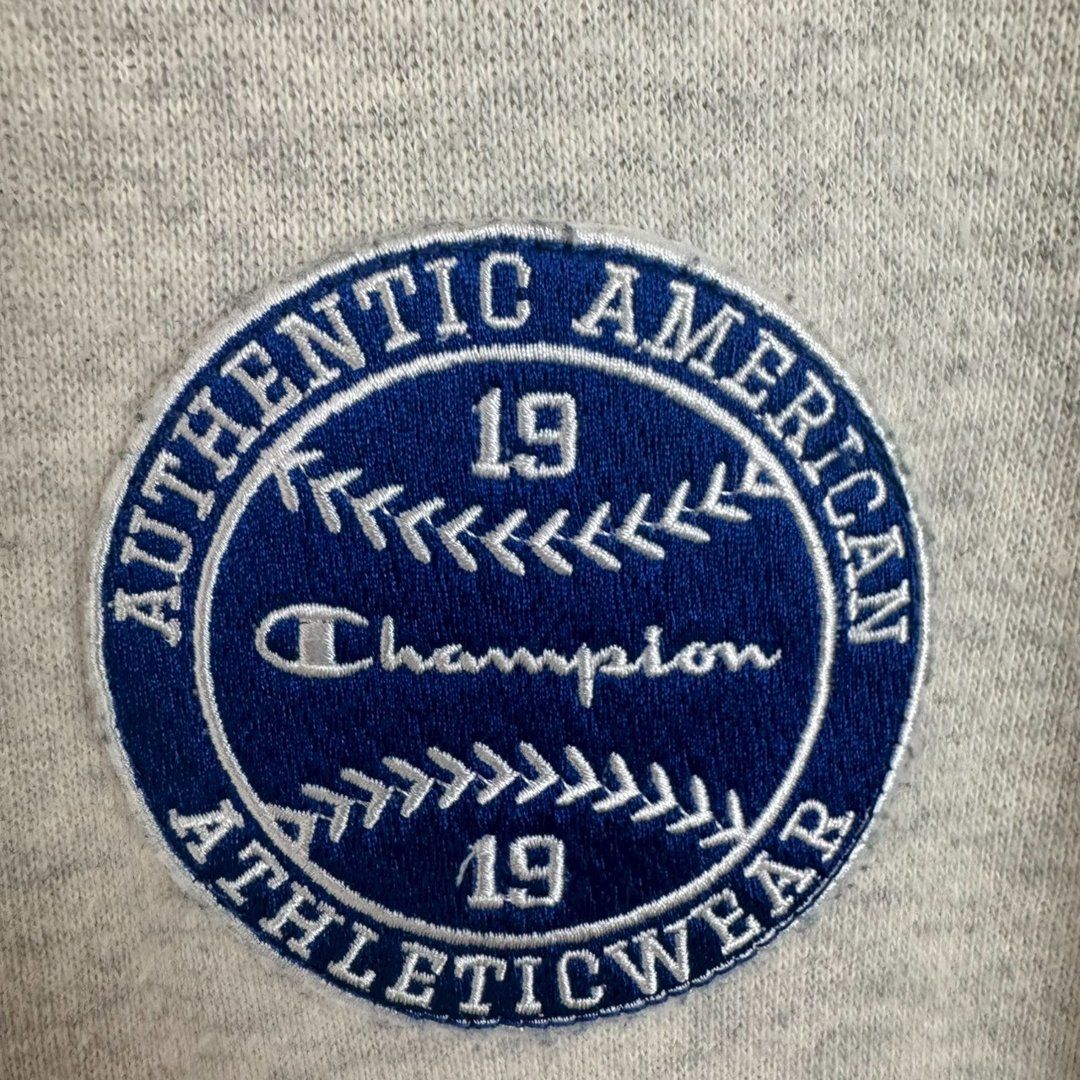 AUTHENTIC AMERICAN
19
Champion
19
ATHLETICWEAR